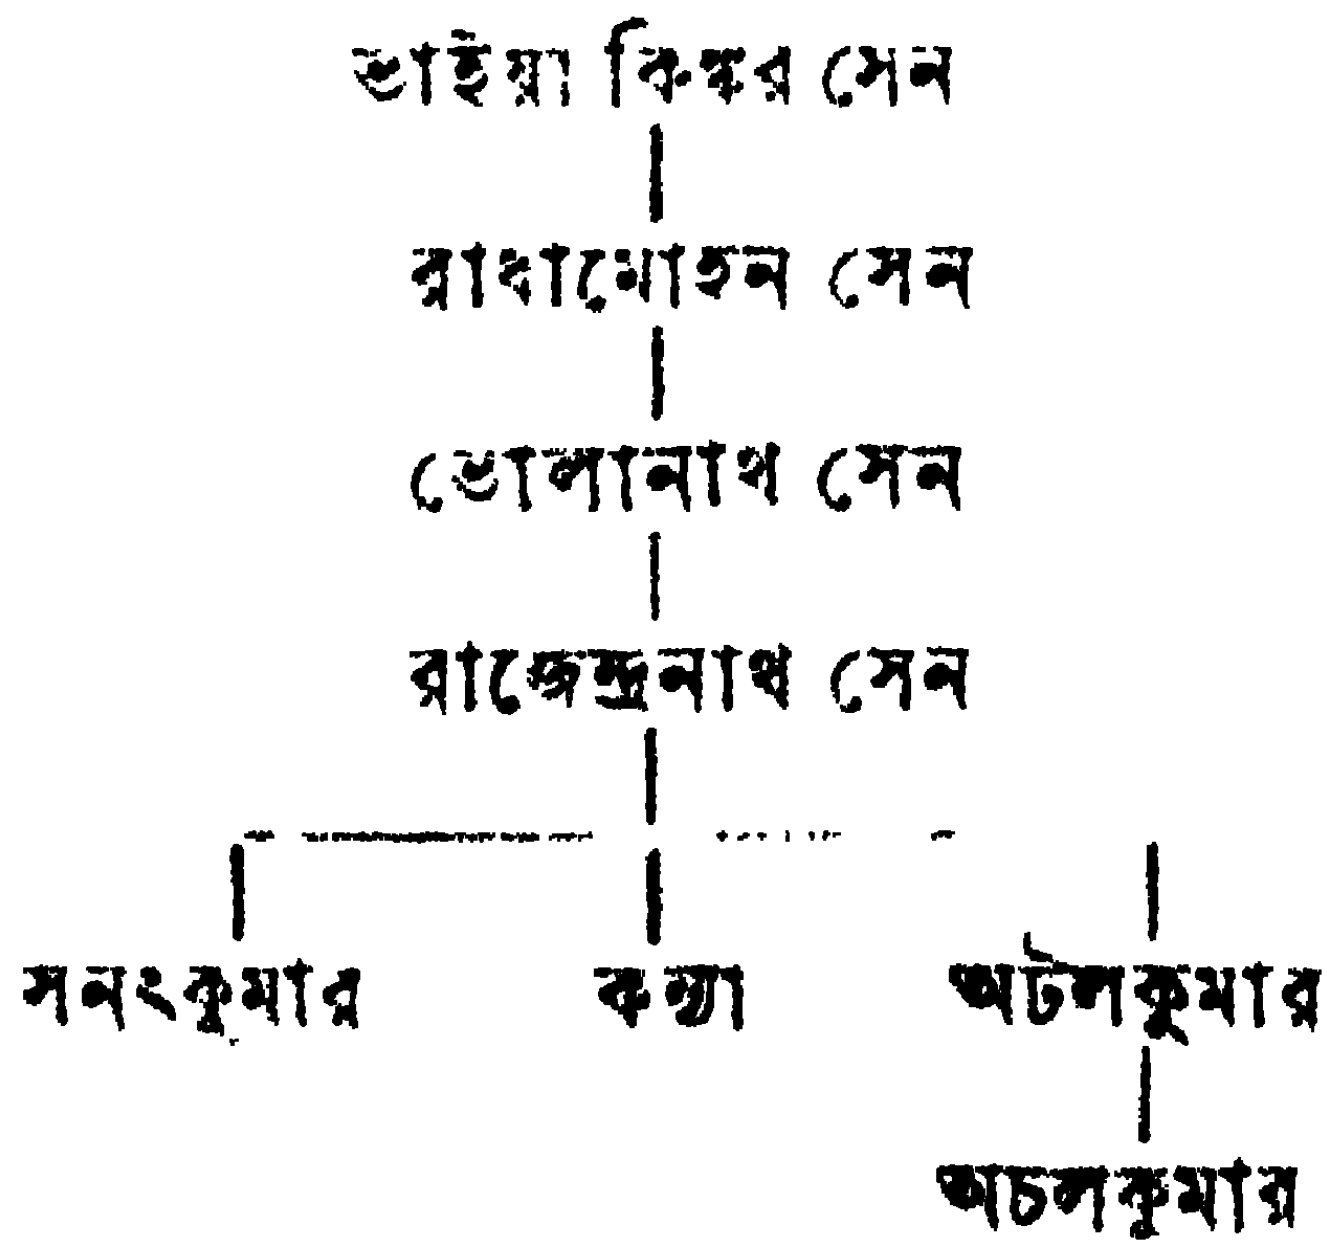 ভাইয়া কিঙ্কর সেন
রাধামোহন সেন
ভোলানাথ সেন
রাজেন্দ্রনাথ সেন
সনৎকুমার কন্যা অটলকুমার
অচলকুমার